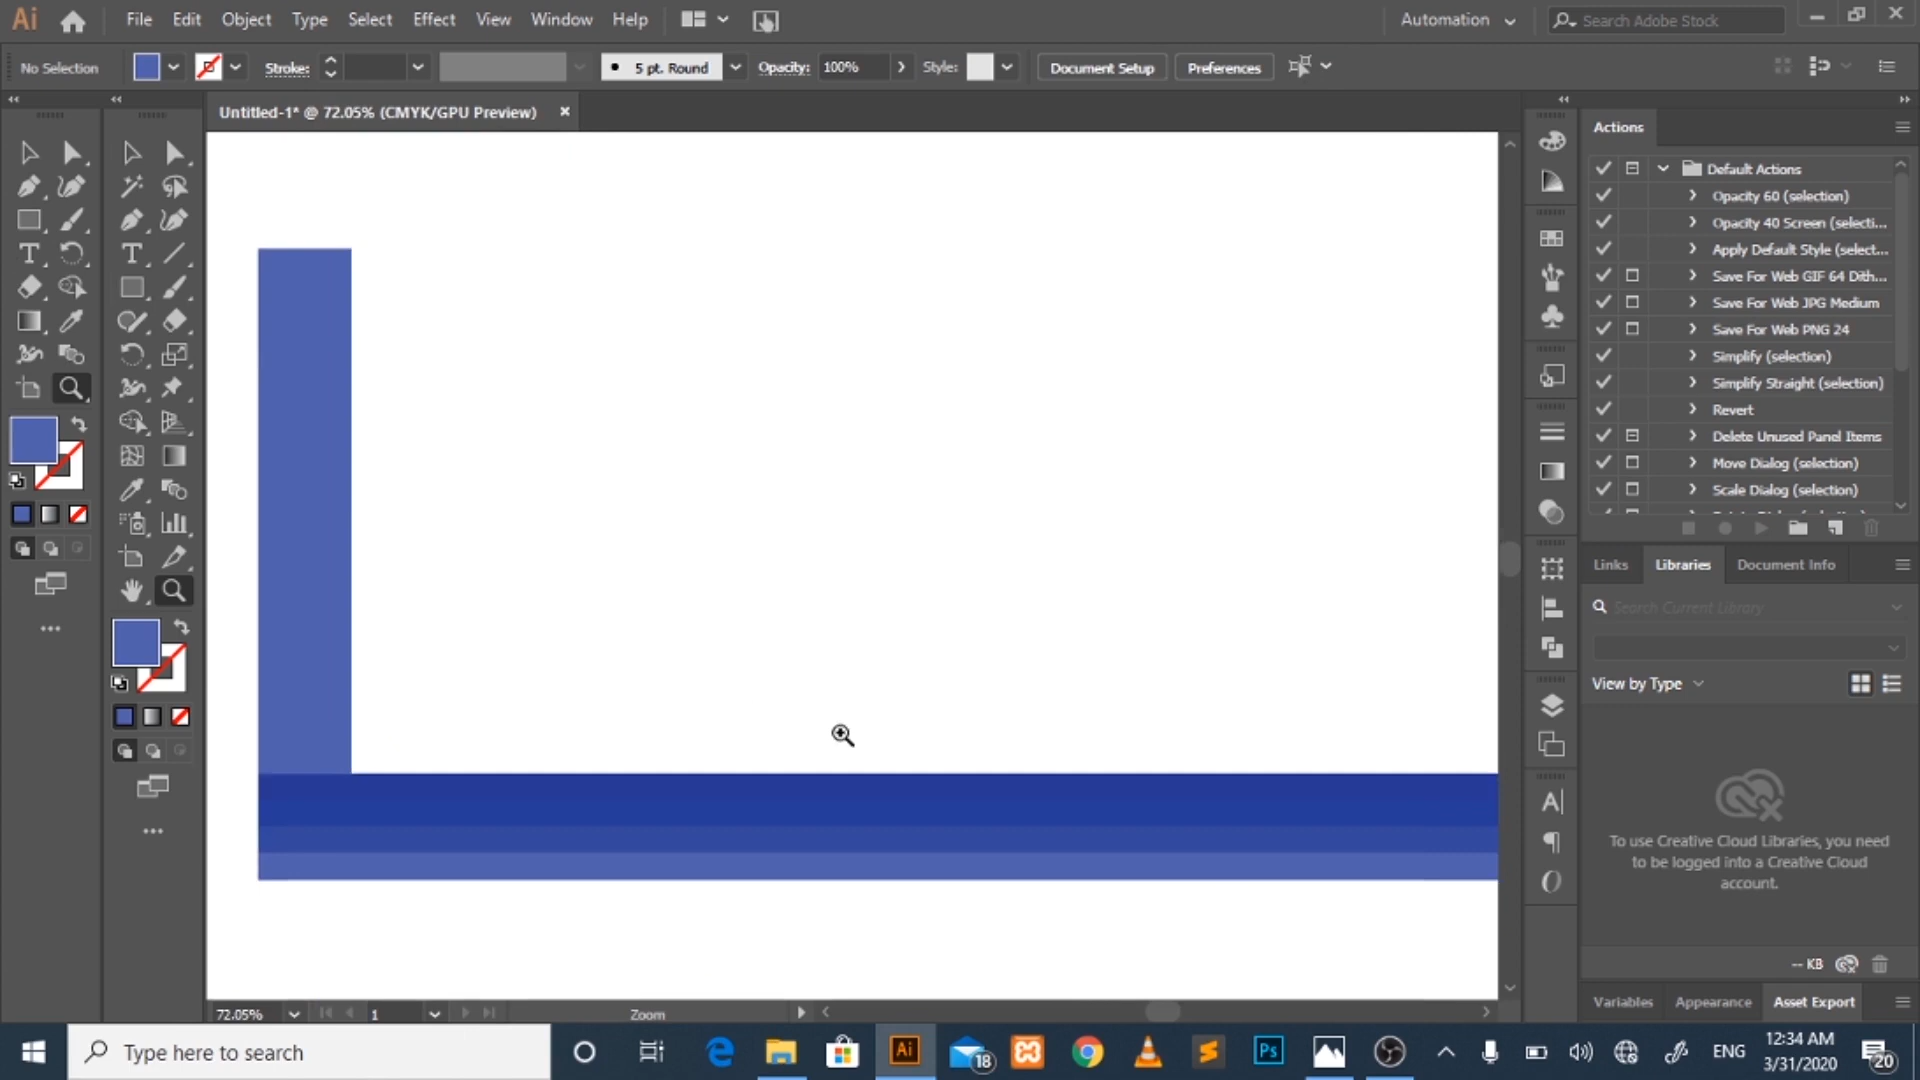 Ai
File Edit Object Type Select Effect View Window Help
Automation
Search Adobe Stock
No Selection
Stroke:
5 pt. Round
Opacity: 100%
Style:
Document Setup
Preferences
Untitled-1* @ 72.05% (CMYK/GPU Preview)
Actions
Default Actions
Opacity 60 (selection)
Opacity 40 Screen (selecti...
Apply Default Style (select...
Save For Web GIF 64 Dith...
Save For Web JPG Medium
Save For Web PNG 24
Simplify (selection)
Simplify Straight (selection)
Revert
Delete Unused Panel Items
Move Dialog (selection)
Scale Dialog (selection)
Links Libraries Document Info
Search Current Library
View by Type
To use Creative Cloud Libraries, you need
to be logged into a Creative Cloud
account.
-- KB
Variables Appearance Asset Export
72.05%
1
Zoom
Type here to search
Ai
18
Ps
ENG
12:34 AM
3/31/2020
20